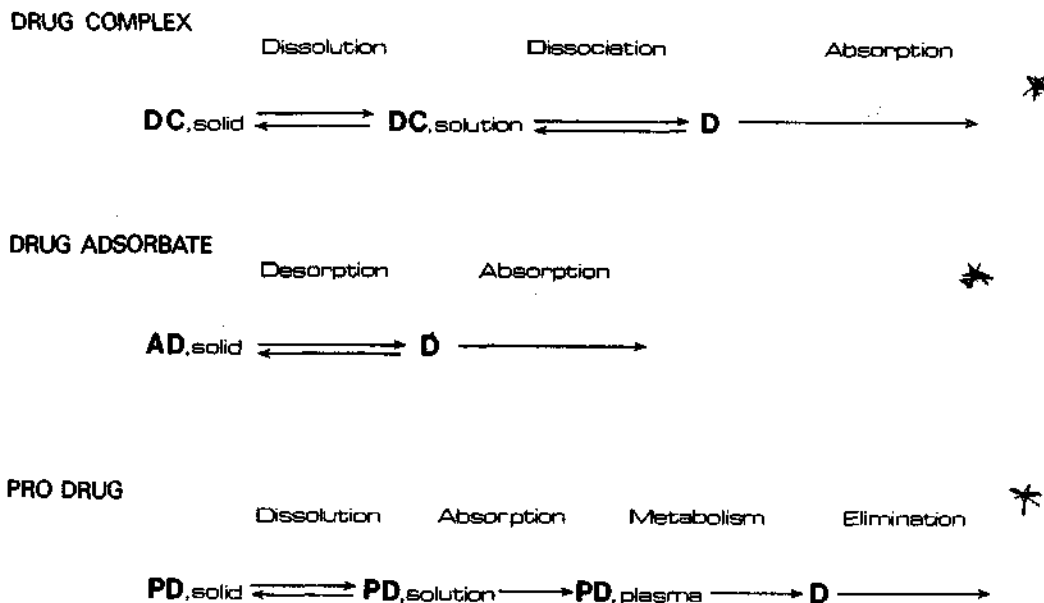 DRUG COMPLEX
Dissolution Dissociation Absorption
DC,solid DC,solution D
DRUG ADSORBATE
Desorption Absorption
AD,solid D
PRO DRUG
Dissolution Absorption Metabolism Elimination
PD,solid PD,solution PD,plasma D